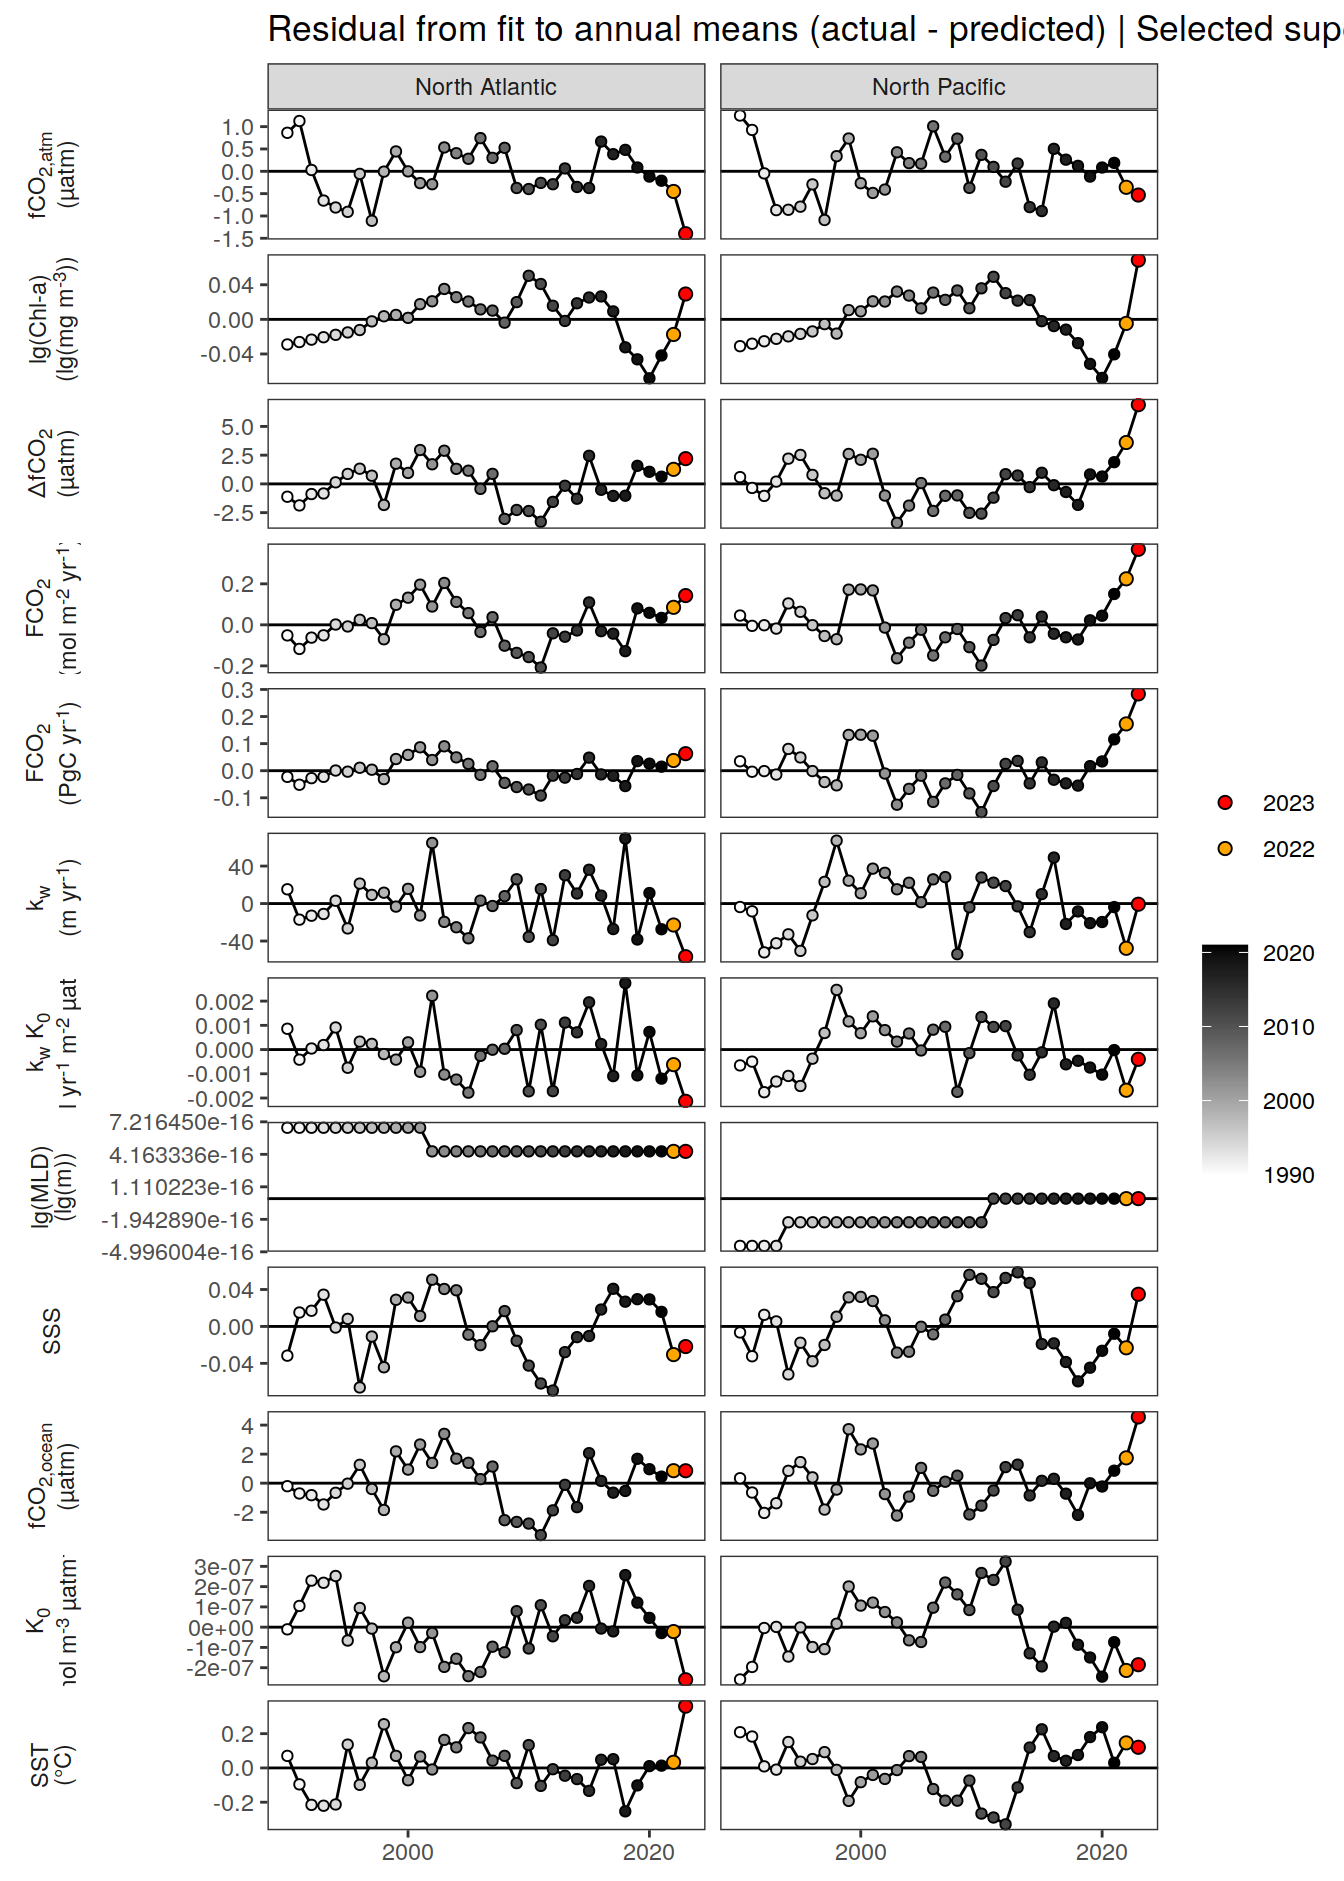 Residual from fit to annual means (actual - predicted) | Selected
North Atlantic
North Pacific
fCO2,atm
(µatm)
1.0
0.5
0.0
-0.5
-1.0
-1.5
lg(Chl-a)
(lg(mg m-3))
0.04
0.00
-0.04
ΔfCO2
(µatm)
5.0
2.5
0.0
-2.5
FCO2
(mol m-2 yr-1)
0.2
0.0
-0.2
FCO2
(PgC yr-1)
0.3
0.2
0.1
0.0
-0.1
kw
(m yr-1)
40
0
-40
kw K0
yr-1 m-2
0.002
0.001
0.000
-0.001
-0.002
lg(MLD)
(lg(m))
7.216450e-16
4.163336e-16
1.110223e-16
-1.942890e-16
-4.996004e-16
SSS
0.04
0.00
-0.04
fCO2,ocean
(µatm)
4
2
0
-2
K0
m-3 µatm
3e-07
2e-07
1e-07
0e+00
-1e-07
-2e-07
SST
(°C)
0.2
0.0
-0.2
2000
2020
2000
2020
2023
2022
2020
2010
2000
1990